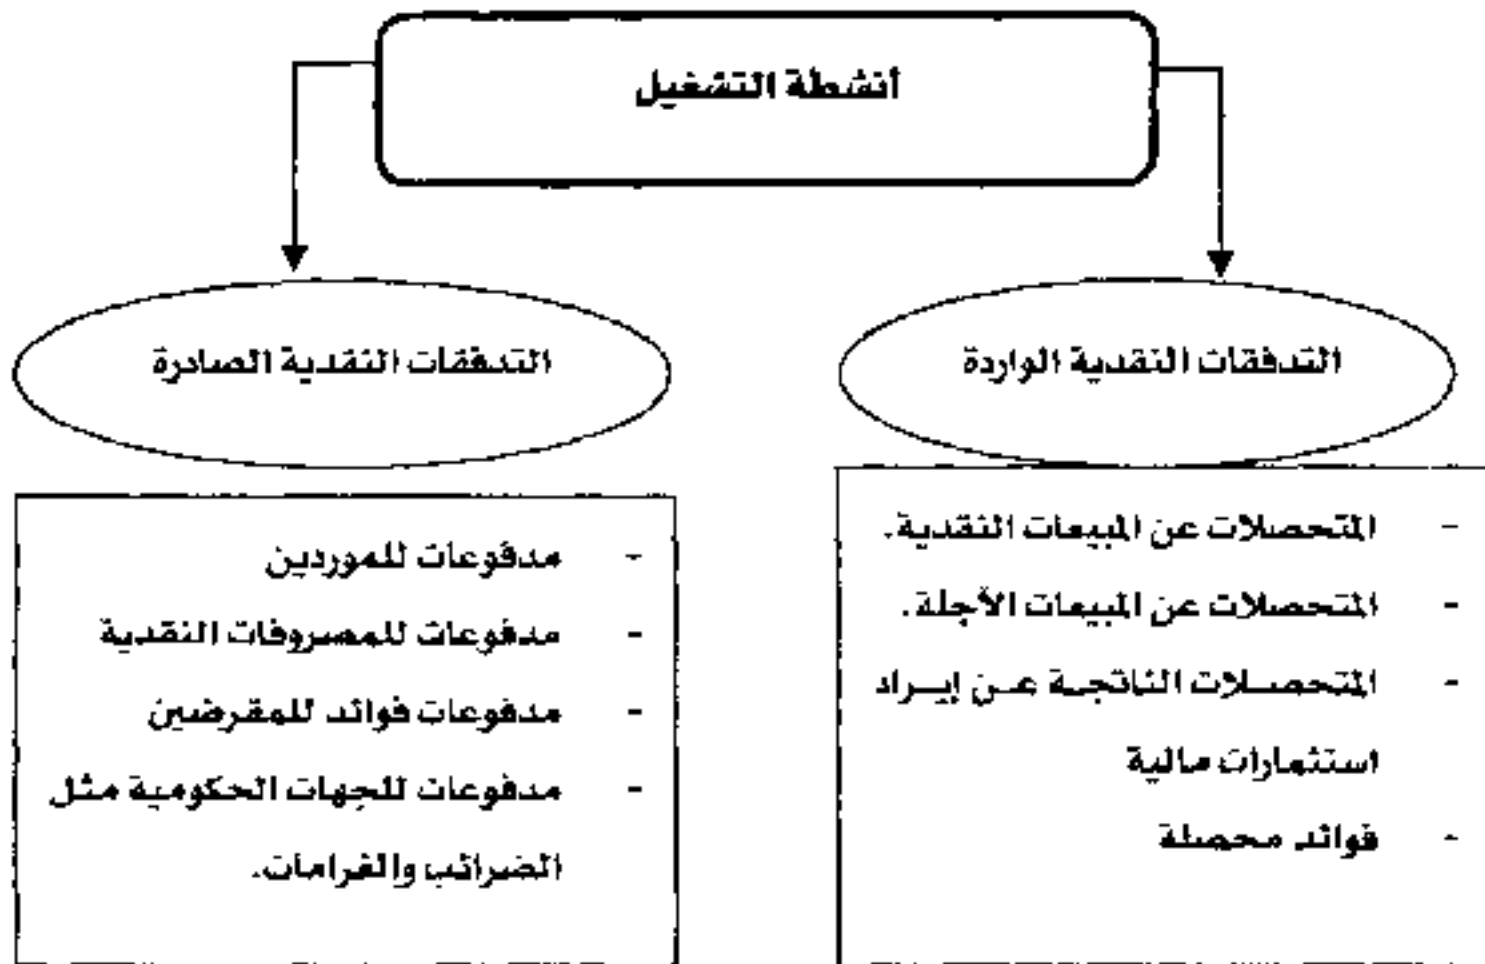 أنشطة التشغيل
التدفقات النقدية الواردة
- المتحصلات عن المبيعات النقدية.
- المتحصلات عن المبيعات الآجلة.
- المتحصلات الناتجة عن إيراد
استثمارات مالية
- فوائد محصلة
التدفقات النقدية الصادرة
- مدفوعات للموردين
- مدفوعات للمصروفات النقدية
- مدفوعات فوائد للمقرضين
- مدفوعات للجهات الحكومية مثل
الضرائب والغرامات.